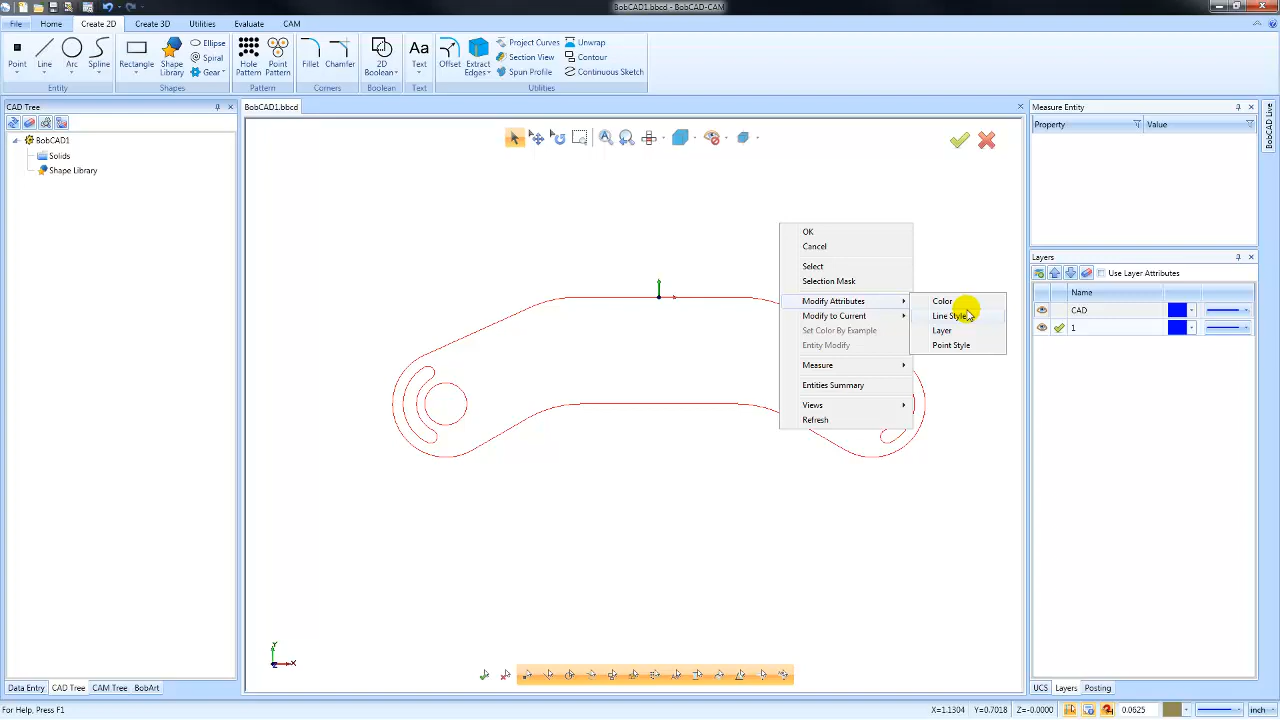 BobCAD1.bbcd - BobCAD-CAM
File Home Create 2D Create 3D Utilities Evaluate CAM
Point Line Arc Spline Rectangle Shape Library Ellipse Spiral Gear Hole Pattern Point Pattern Fillet Chamfer 2D Boolean Aa Text Offset Extract Edges Project Curves Section View Spun Profile Unwrap Contour Continuous Sketch
Entity Shapes Pattern Corners Boolean Text Utilities
CAD Tree
BobCAD1
Solids
Shape Library
BobCAD1.bbcd
OK
Cancel
Select
Selection Mask
Modify Attributes
Modify to Current
Set Color By Example
Entity Modify
Measure
Entities Summary
Views
Refresh
Color
Line Style
Layer
Point Style
Y
X
Measure Entity
Property Value
BobCAD Live
Layers
Use Layer Attributes
Name
CAD
1
Data Entry CAD Tree CAM Tree BobArt
UCS Layers Posting
For Help, Press F1
X=1.1304 Y=0.7018 Z=-0.0000 0.0625 inch